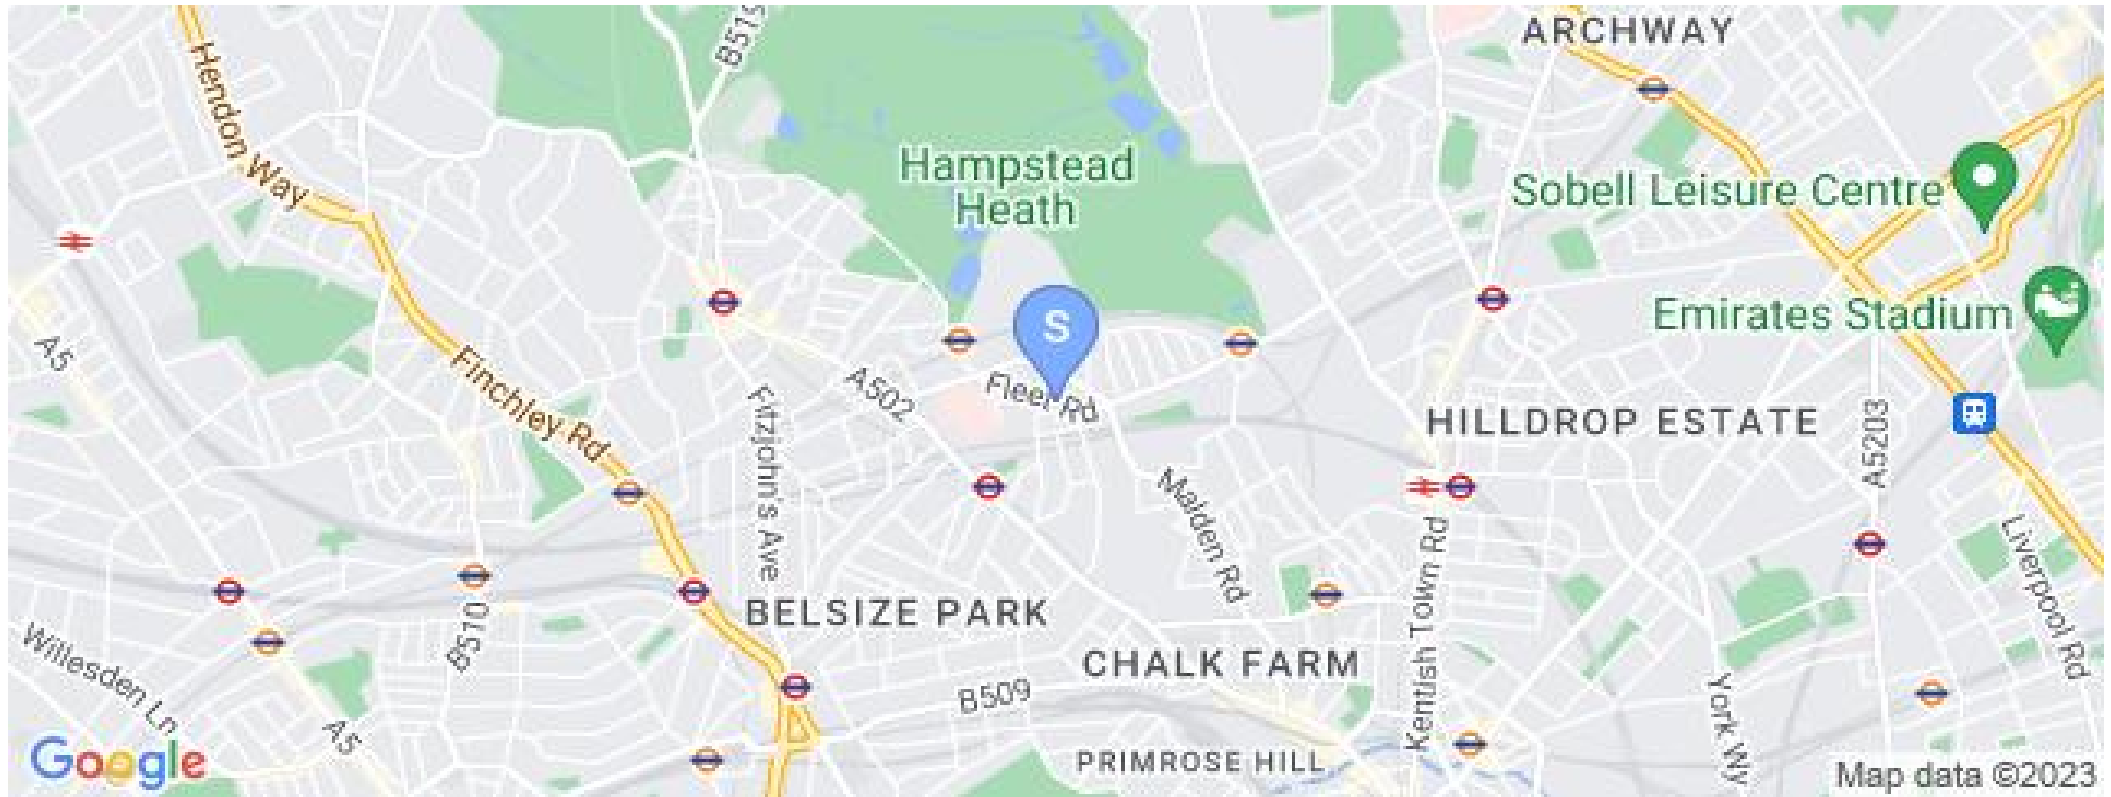 B519
ARCHWAY
Hendon Way
Hampstead
Heath
Sobell Leisure Centre
S
Emirates Stadium
A5
Finchley Rd
Fitzjohn's Ave
A502
Fleet Rd
HILLDROP ESTATE
A5203
Malden Rd
Kentish Town Rd
Liverpool Rd
B510
BELSIZE PARK
Willesden Ln
CHALK FARM
B509
York Wy
A5
PRIMROSE HILL
Google
Map data ©2023